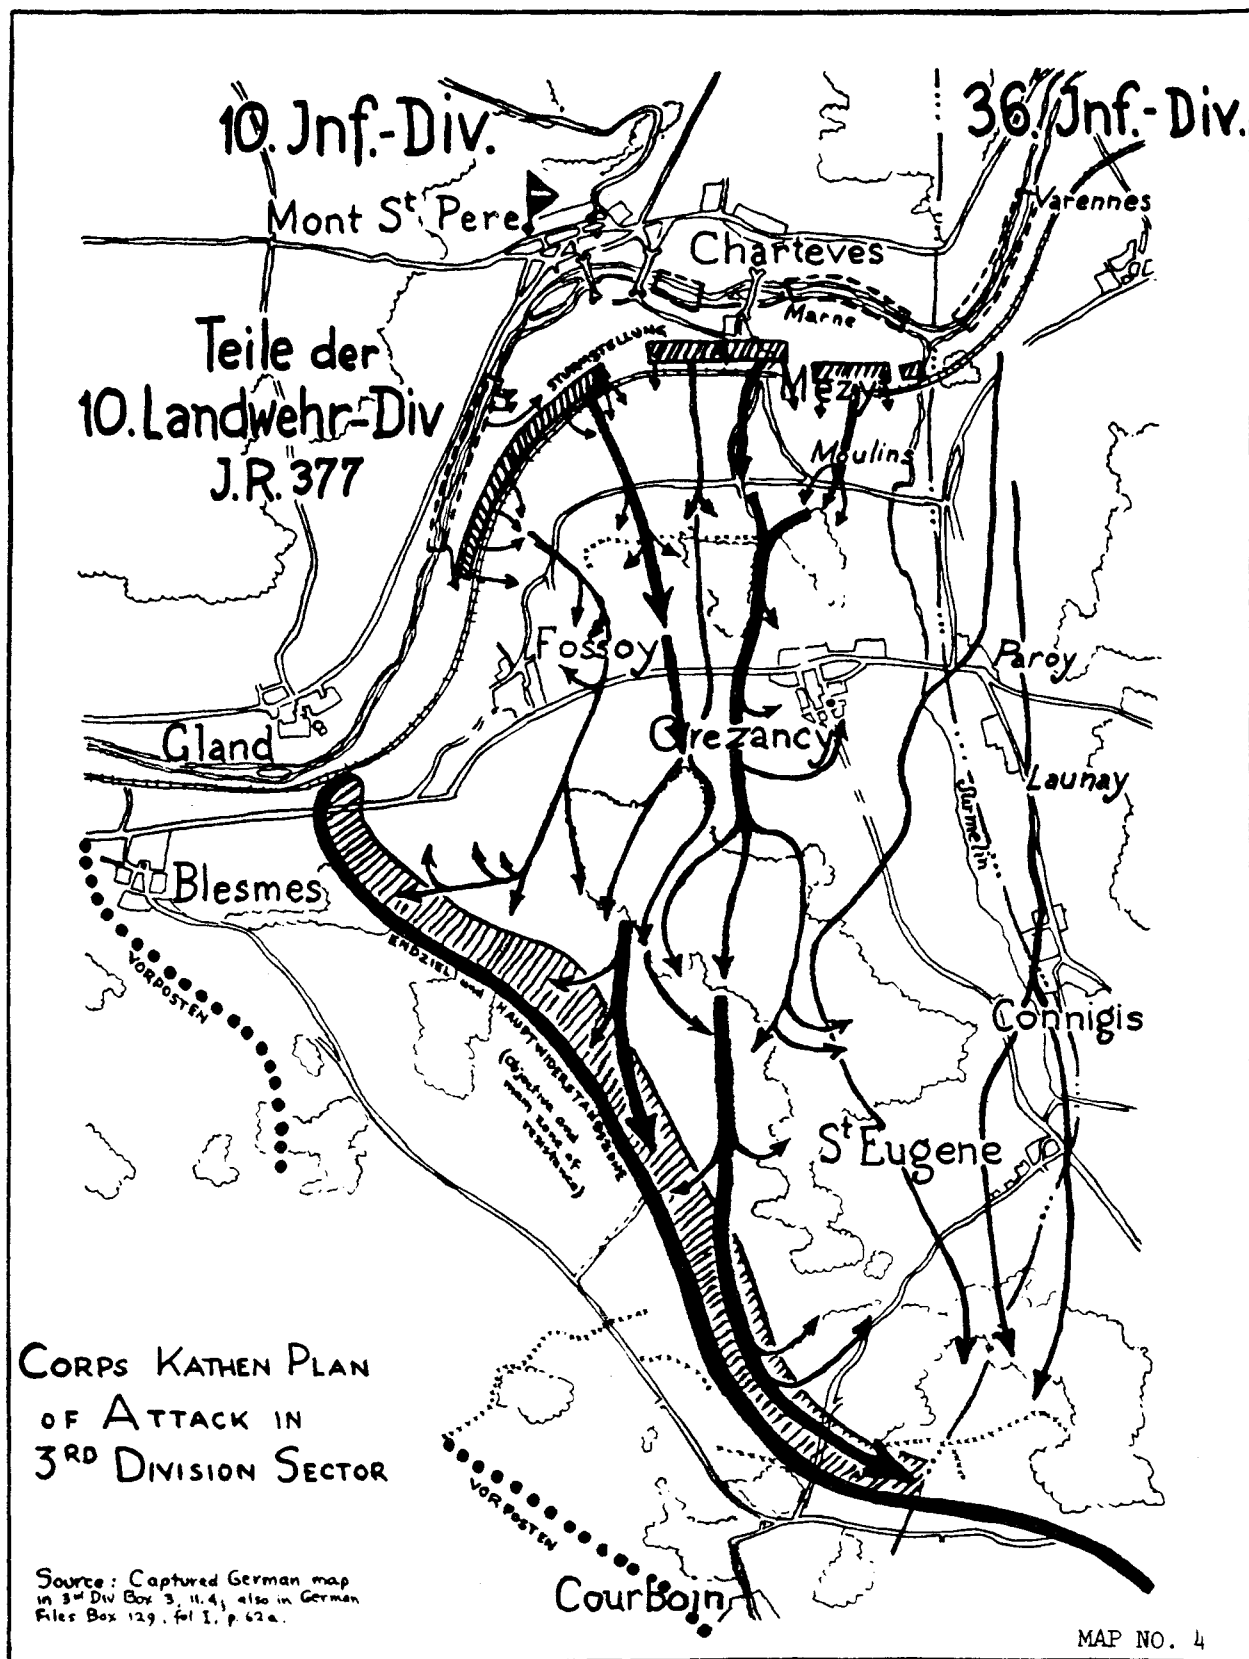 10. Jnf.-Div.
36. Jnf.-Div.
Mont St. Pere
Varennes
Charteves
Marne
Teile der
10. Landwehr-Div
J.R. 377
STURMSTELLUNG
Mezy
Moulins
Fossoy
Paroy
Gland
Crezancy
Launay
Surmelin
Blesmes
VORPOSTEN
ENDZIEL und HAUPTWIDERSTANDSZONE
(Objective and
main zone of
resistance)
Connigis
St Eugene
CORPS KATHEN PLAN
OF ATTACK IN
3RD DIVISION SECTOR
VORPOSTEN
Source: Captured German map
in 3rd Div Box 3, 11.4; also in German
Files Box 129, fol I, p. 62a.
Courboin
MAP NO. 4